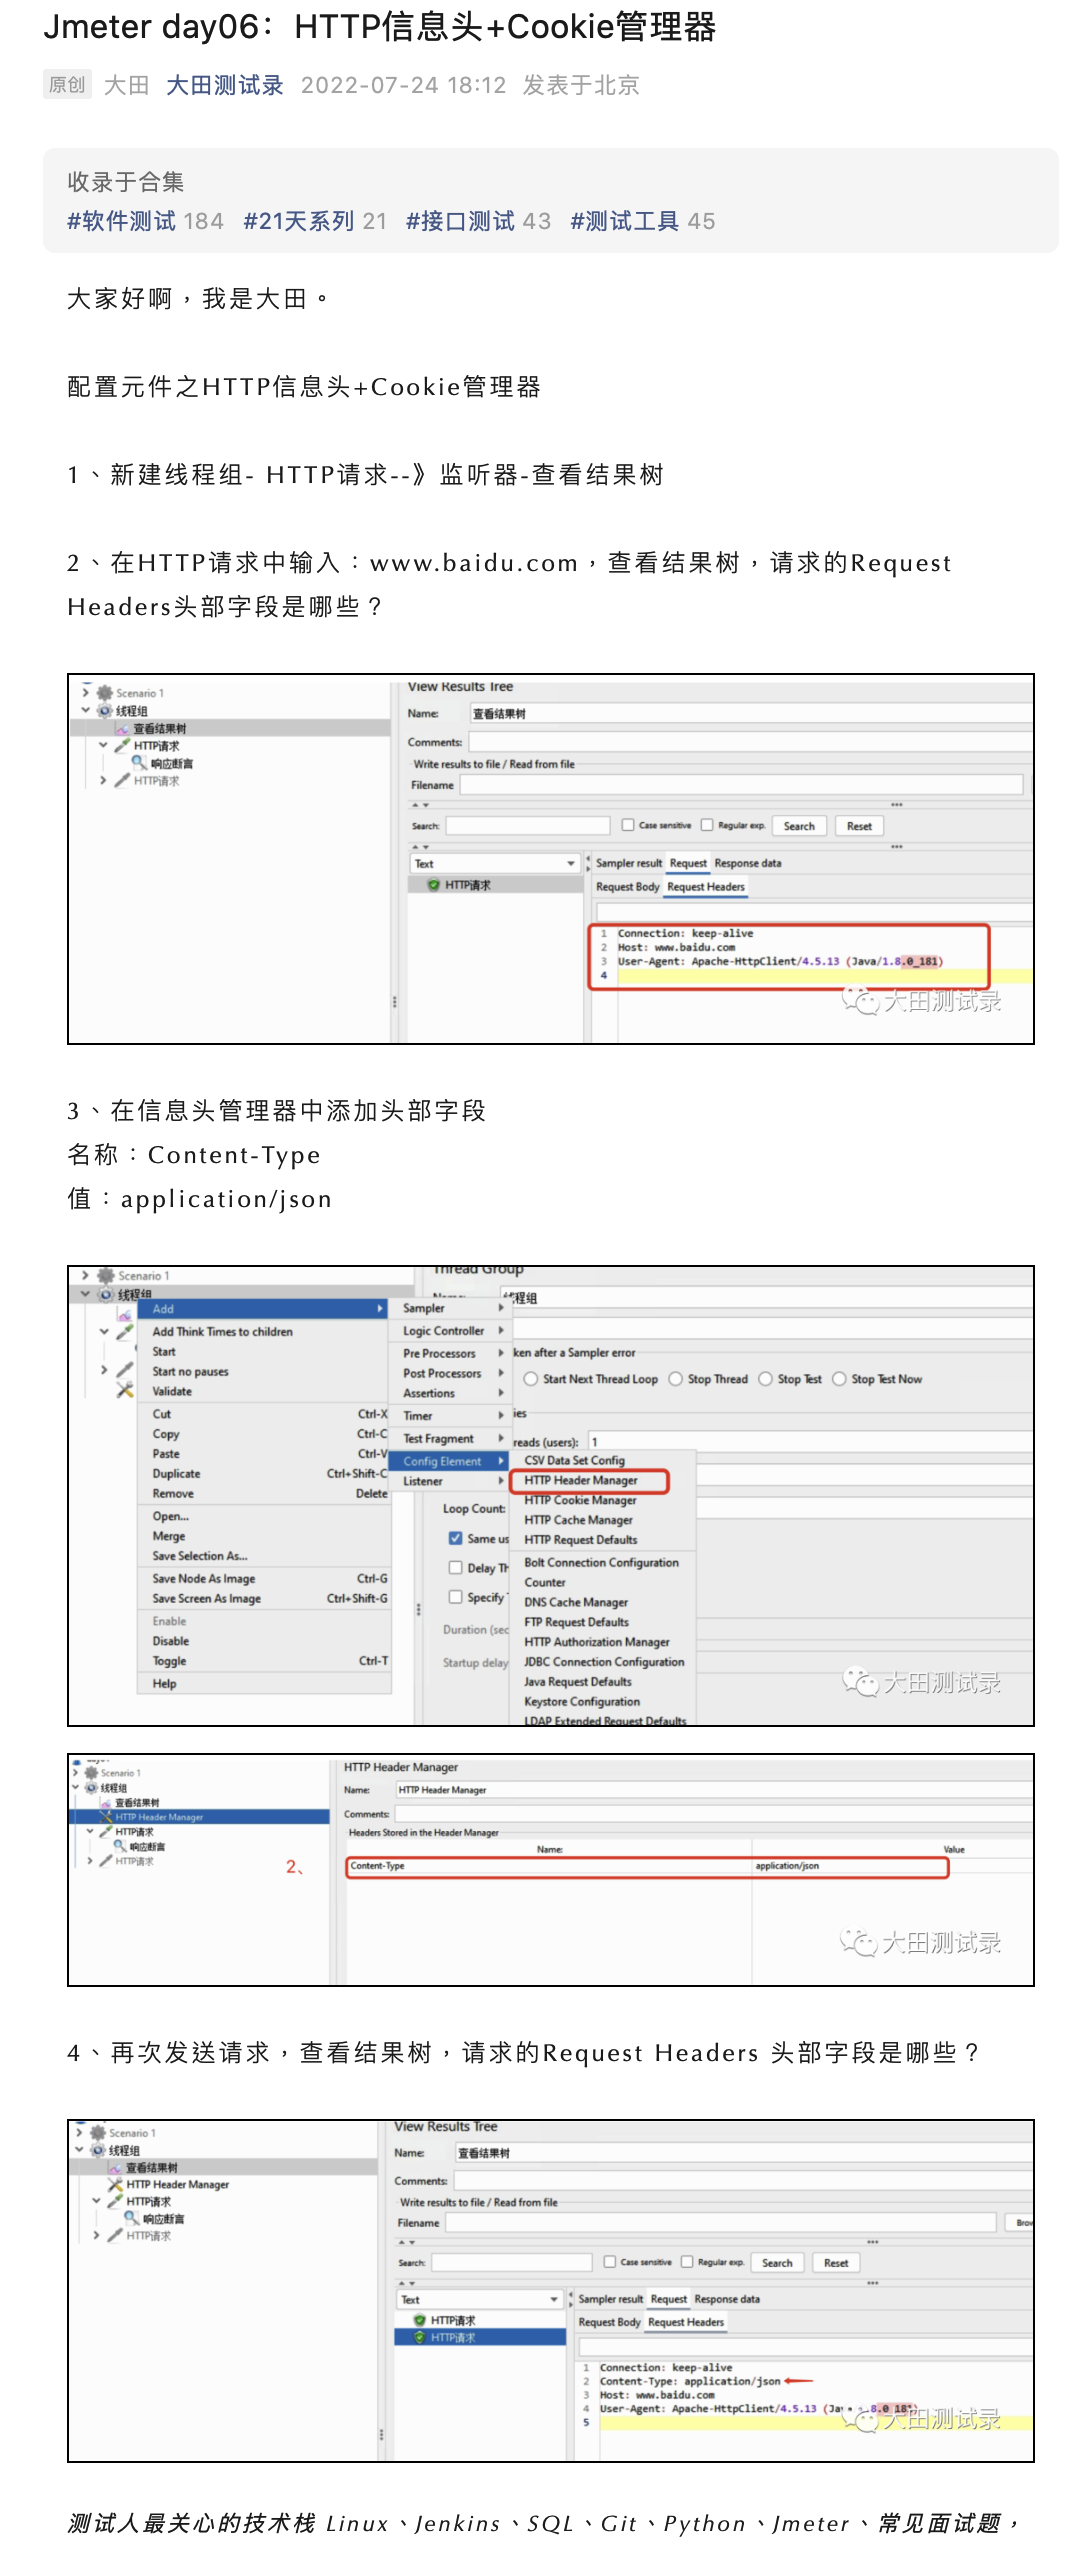 Jmeter day06：HTTP信息头+Cookie管理器
原创 大田 大田测试录 2022-07-24 18:12 发表于北京
收录于合集
#软件测试 184 #21天系列 21 #接口测试 43 #测试工具 45
大家好啊，我是大田。
配置元件之HTTP信息头+Cookie管理器
1、新建线程组- HTTP请求--》监听器-查看结果树
2、在HTTP请求中输入：www.baidu.com，查看结果树，请求的Request
Headers头部字段是哪些？
Scenario 1
线程组
查看结果树
HTTP请求
响应断言
HTTP请求
View Results Tree
Name: 查看结果树
Comments:
Write results to file / Read from file
Filename
Search: Case sensitive Regular exp. Search Reset
Text
HTTP请求
Sampler result Request Response data
Request Body Request Headers
1 Connection: keep-alive
2 Host: www.baidu.com
3 User-Agent: Apache-HttpClient/4.5.13 (Java/1.8.0_181)
4
大田测试录
3、在信息头管理器中添加头部字段
名称：Content-Type
值：application/json
Scenario 1
线程组
Add
Add Think Times to children
Start
Start no pauses
Validate
Cut Ctrl-X
Copy Ctrl-C
Paste Ctrl-V
Duplicate Ctrl+Shift-C
Remove Delete
Open...
Merge
Save Selection As...
Save Node As Image Ctrl-G
Save Screen As Image Ctrl+Shift-G
Enable
Disable
Toggle Ctrl-T
Help
Sampler
Logic Controller
Pre Processors
Post Processors
Assertions
Timer
Test Fragment
Config Element
Listener
Thread Group
线程组
ken after a Sampler error
Start Next Thread Loop Stop Thread Stop Test Stop Test Now
ies
reads (users): 1
Loop Count:
Same us
Delay Th
Specify
Duration (sec
Startup delay
CSV Data Set Config
HTTP Header Manager
HTTP Cookie Manager
HTTP Cache Manager
HTTP Request Defaults
Bolt Connection Configuration
Counter
DNS Cache Manager
FTP Request Defaults
HTTP Authorization Manager
JDBC Connection Configuration
Java Request Defaults
Keystore Configuration
LDAP Extended Request Defaults
大田测试录
Scenario 1
线程组
查看结果树
HTTP Header Manager
HTTP请求
响应断言
HTTP请求
2、
HTTP Header Manager
Name: HTTP Header Manager
Comments:
Headers Stored in the Header Manager
Name: Value
Content-Type application/json
大田测试录
4、再次发送请求，查看结果树，请求的Request Headers 头部字段是哪些？
Scenario 1
线程组
查看结果树
HTTP Header Manager
HTTP请求
响应断言
HTTP请求
View Results Tree
Name: 查看结果树
Comments:
Write results to file / Read from file
Filename Brow
Search: Case sensitive Regular exp. Search Reset
Text
HTTP请求
HTTP请求
Sampler result Request Response data
Request Body Request Headers
1 Connection: keep-alive
2 Content-Type: application/json
3 Host: www.baidu.com
4 User-Agent: Apache-HttpClient/4.5.13
5
大田测试录
测试人最关心的技术栈 Linux、Jenkins、SQL、Git、Python、Jmeter、常见面试题，